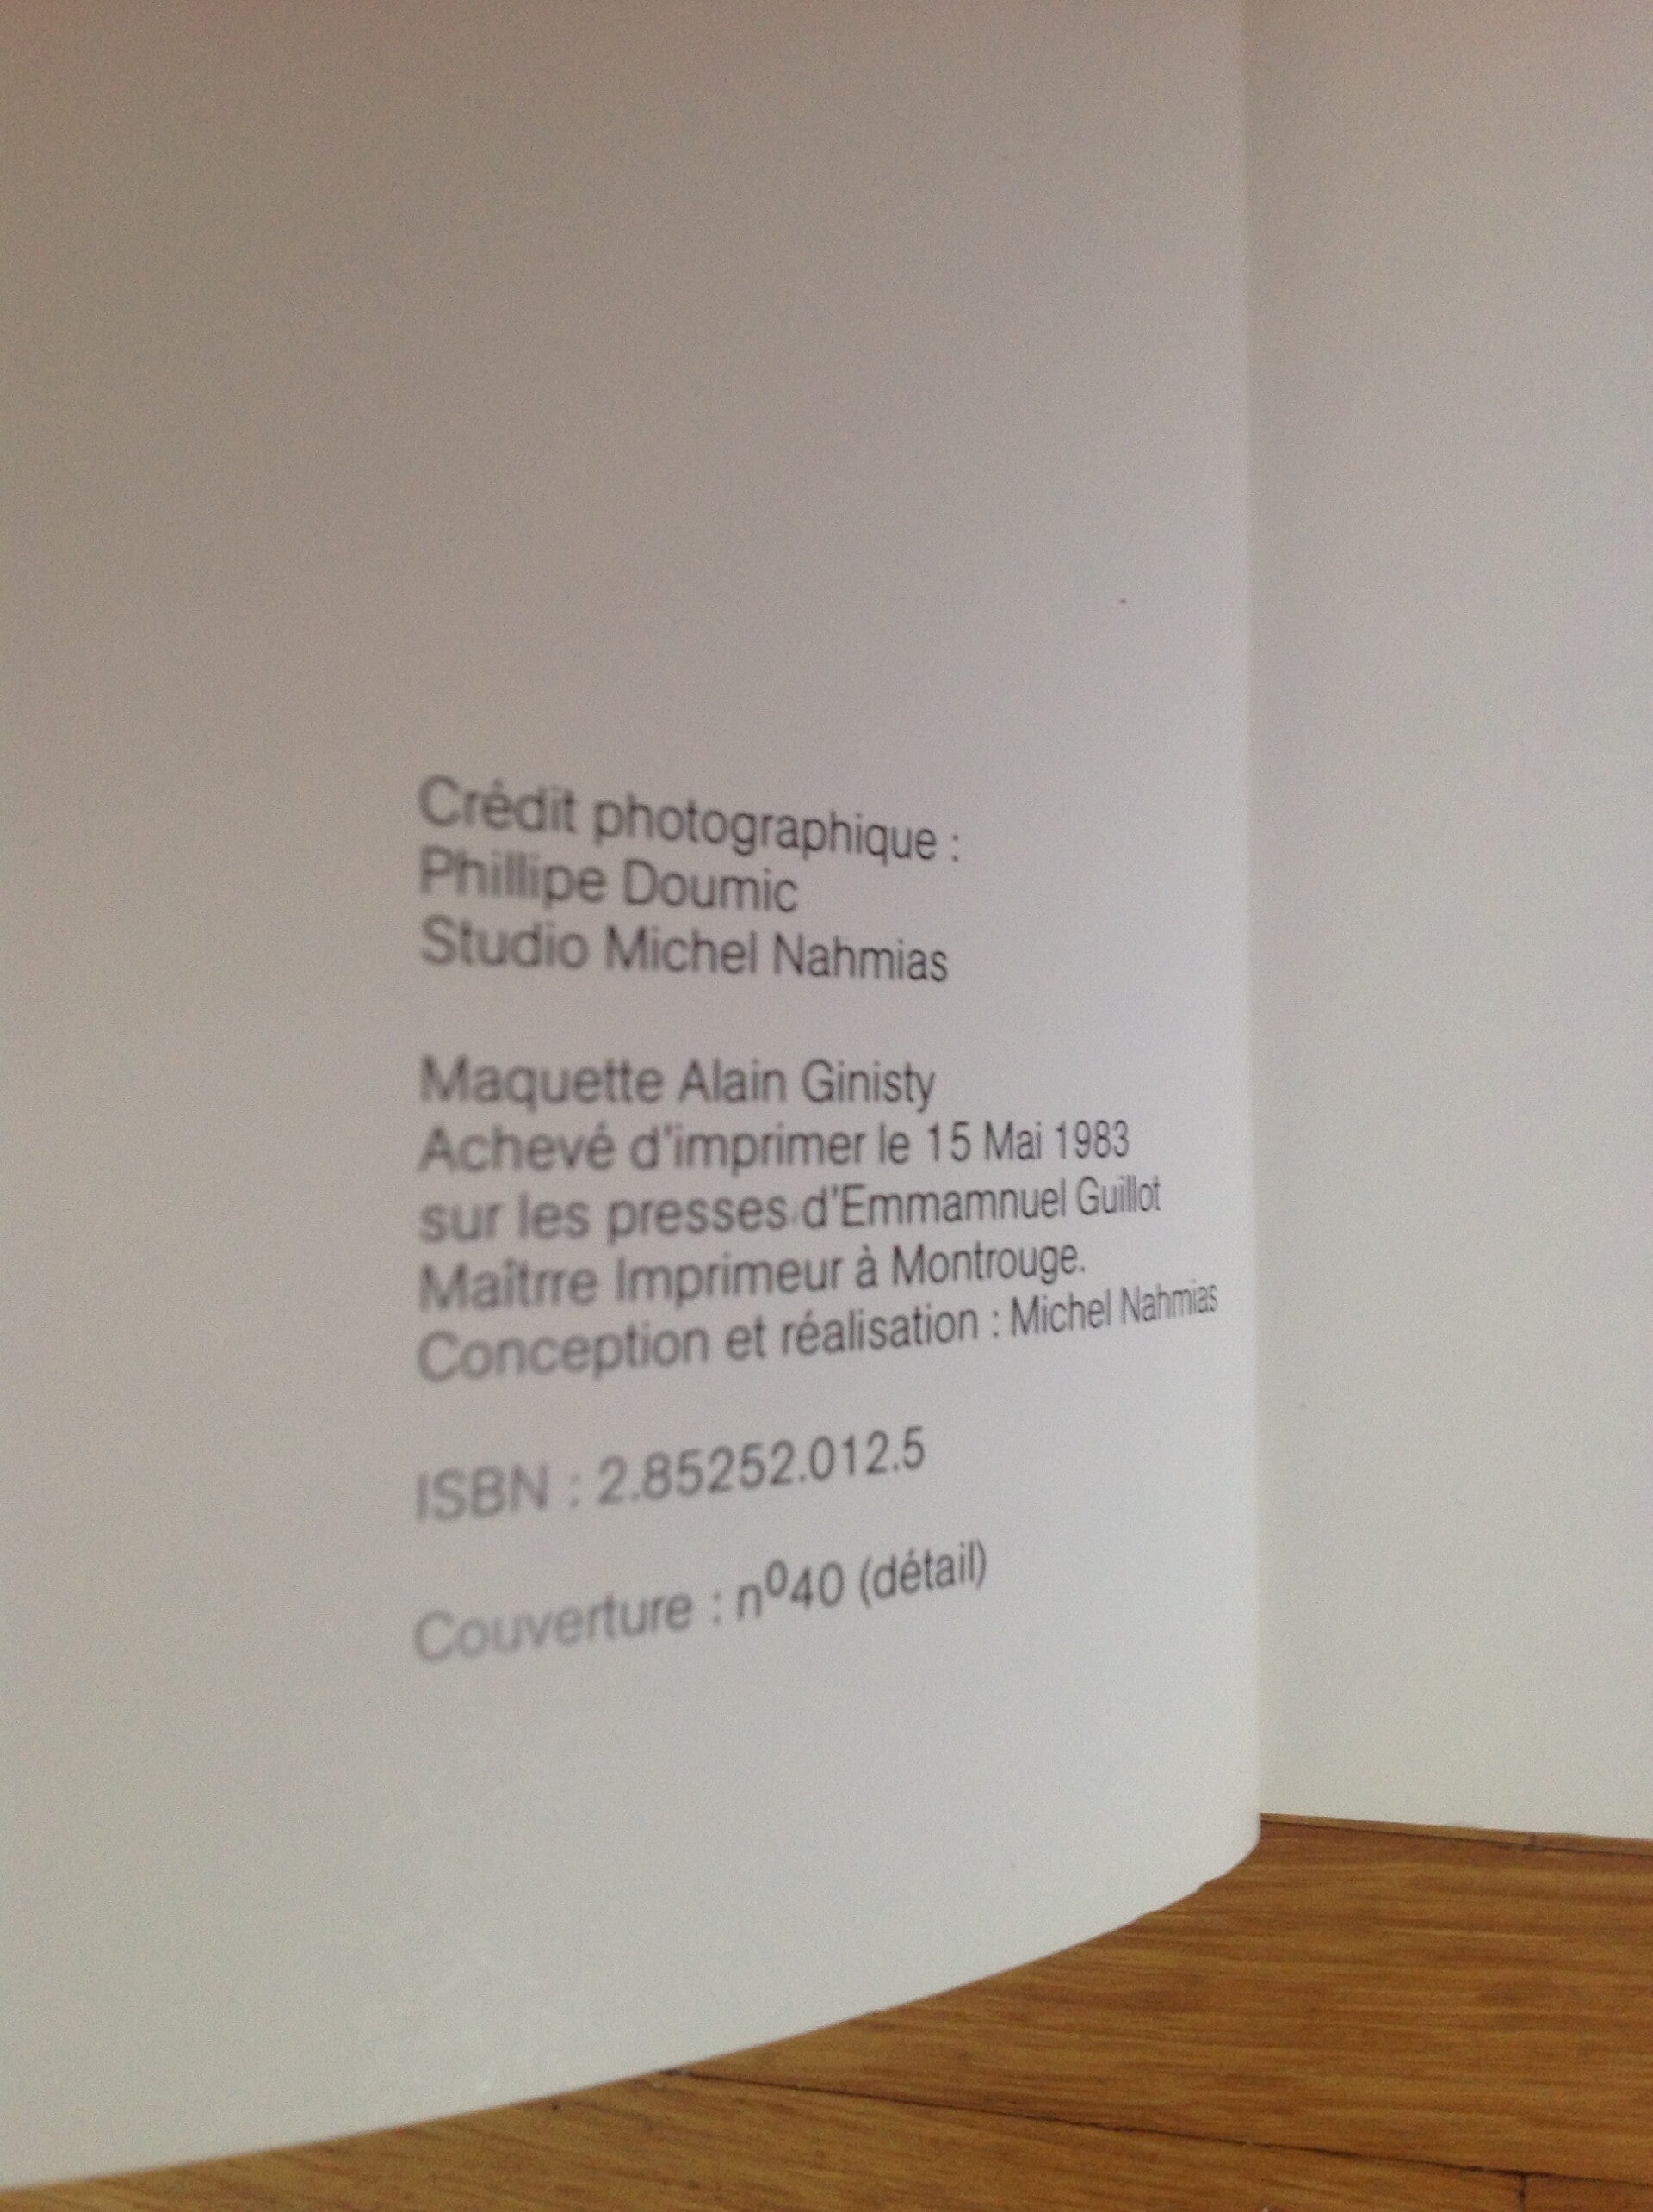 Crédit photographique :
Phillipe Doumic
Studio Michel Nahmias
Maquette Alain Ginisty
Achevé d'imprimer le 15 Mai 1983
sur les presses d'Emmamnuel Guillot
Maîtrre Imprimeur à Montrouge.
Conception et réalisation : Michel Nahmias
ISBN : 2.85252.012.5
Couverture : nº40 (détail)